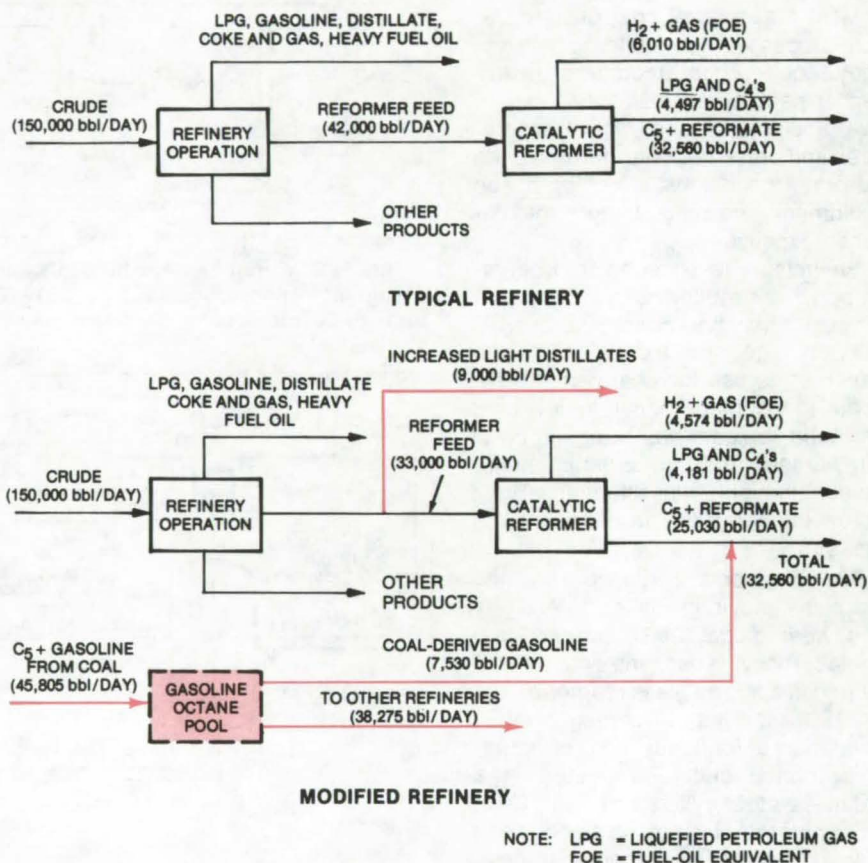 LPG, GASOLINE, DISTILLATE,
COKE AND GAS, HEAVY FUEL OIL
H2 + GAS (FOE)
(6,010 bbl/DAY)
CRUDE
(150,000 bbl/DAY)
REFINERY
OPERATION
REFORMER FEED
(42,000 bbl/DAY)
CATALYTIC
REFORMER
LPG AND C4's
(4,497 bbl/DAY)
C5 + REFORMATE
(32,560 bbl/DAY)
OTHER
PRODUCTS
TYPICAL REFINERY
INCREASED LIGHT DISTILLATES
(9,000 bbl/DAY)
LPG, GASOLINE, DISTILLATE
COKE AND GAS, HEAVY
FUEL OIL
REFORMER
FEED
(33,000 bbl/DAY)
H2 + GAS (FOE)
(4,574 bbl/DAY)
CRUDE
(150,000 bbl/DAY)
REFINERY
OPERATION
CATALYTIC
REFORMER
LPG AND C4's
(4,181 bbl/DAY)
C5 + REFORMATE
(25,030 bbl/DAY)
TOTAL
(32,560 bbl/DAY)
OTHER
PRODUCTS
C5 + GASOLINE
FROM COAL
(45,805 bbl/DAY)
GASOLINE
OCTANE
POOL
COAL-DERIVED GASOLINE
(7,530 bbl/DAY)
TO OTHER REFINERIES
(38,275 bbl/DAY)
MODIFIED REFINERY
NOTE: LPG = LIQUEFIED PETROLEUM GAS
FOE = FUEL-OIL EQUIVALENT